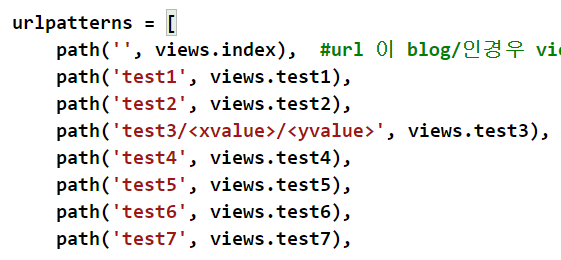 urlpatterns = [
path('', views.index),  #url 이 blog/인경우
path('test1', views.test1),
path('test2', views.test2),
path('test3/<xvalue>/<yvalue>', views.test3),
path('test4', views.test4),
path('test5', views.test5),
path('test6', views.test6),
path('test7', views.test7),